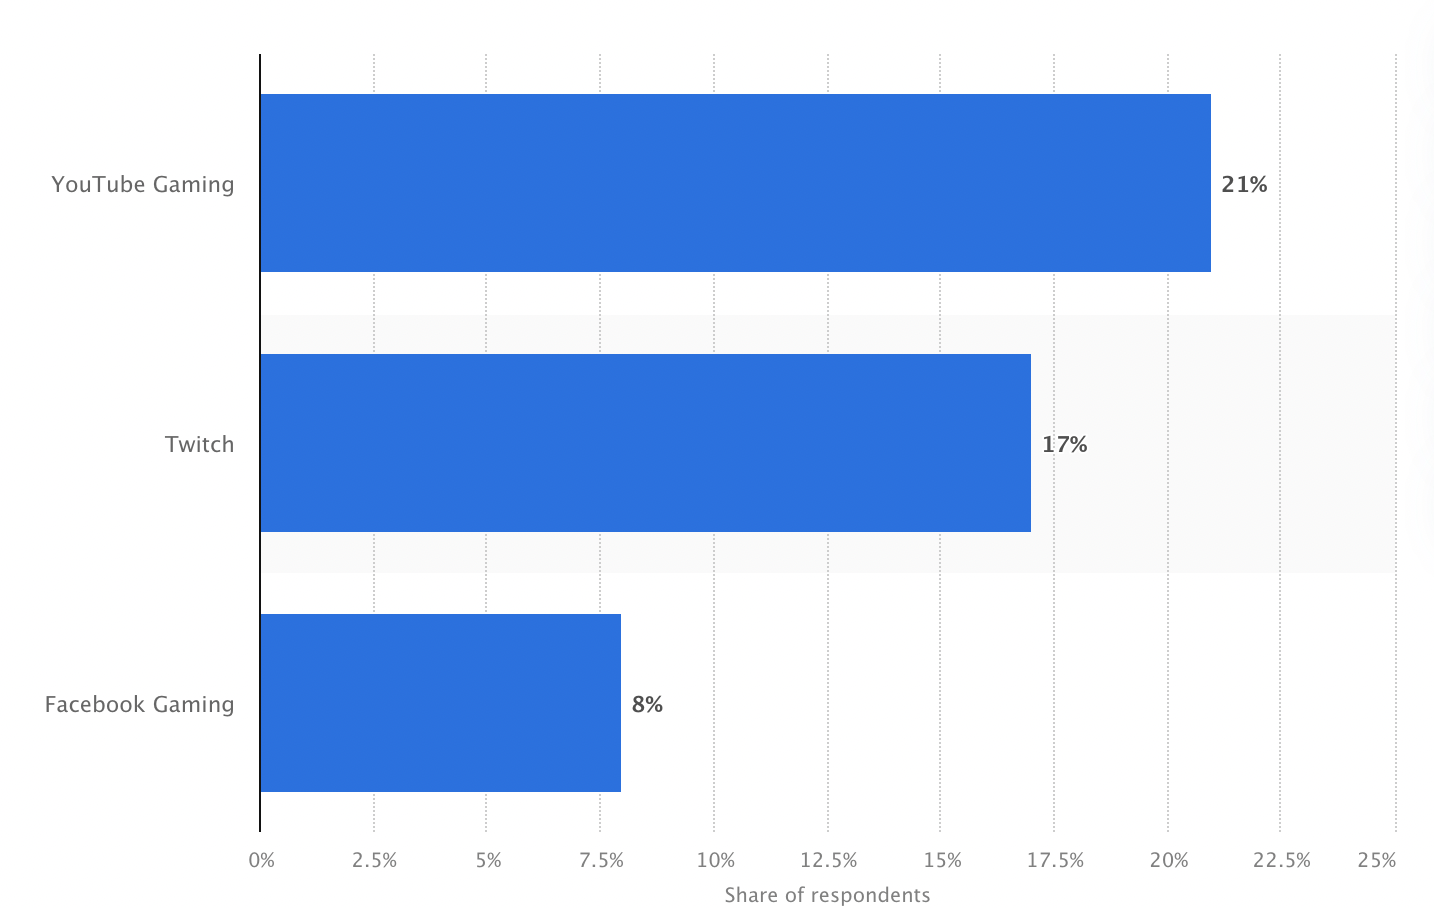 YouTube Gaming
21%
Twitch
17%
Facebook Gaming
8%
0% 2.5% 5% 7.5% 10% 12.5% 15% 17.5% 20% 22.5% 25%
Share of respondents